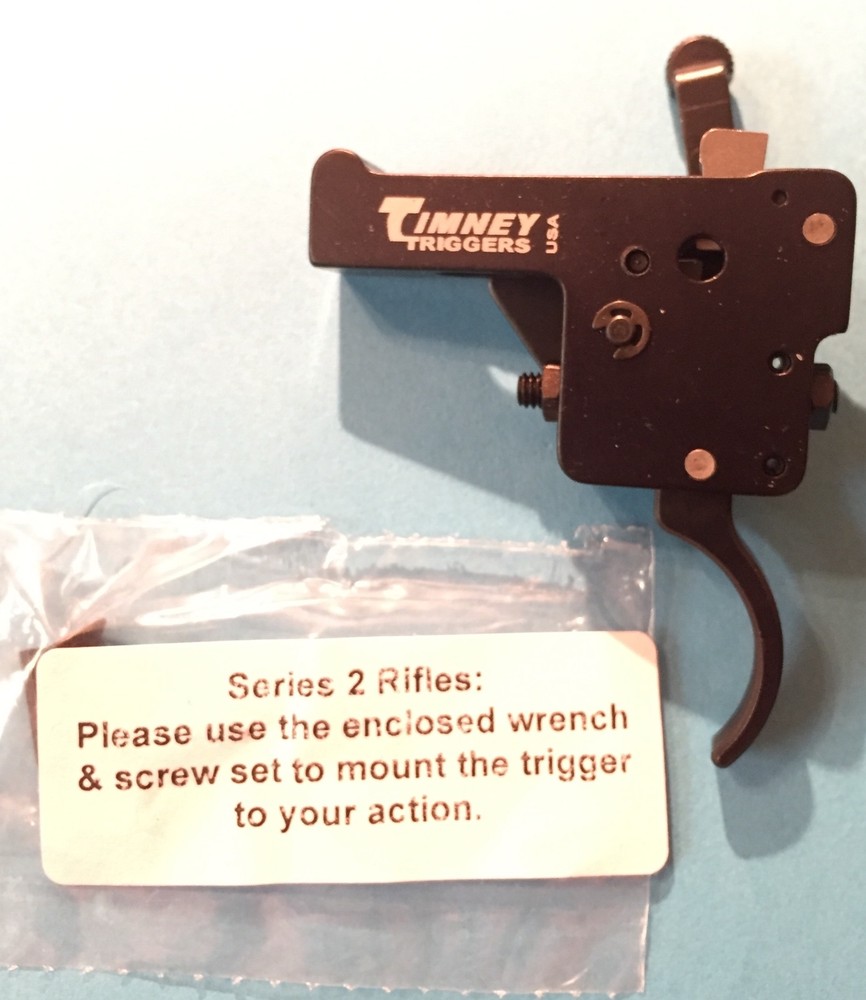 TIMNEY
TRIGGERS USA
Series 2 Rifles:
Please use the enclosed wrench
& screw set to mount the trigger
to your action.